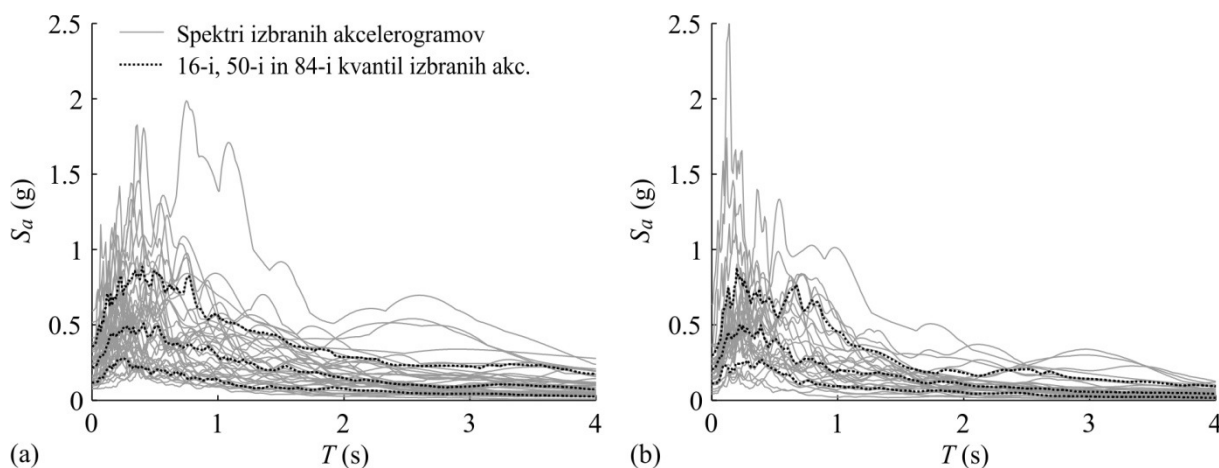 2.5
2
1.5
1
0.5
0
Sa (g)
Spektri izbranih akcelerogramov
16-i, 50-i in 84-i kvantil izbranih akc.
0 1 2 3 4
T (s)
(a)
2.5
2
1.5
1
0.5
0
Sa (g)
0 1 2 3 4
T (s)
(b)